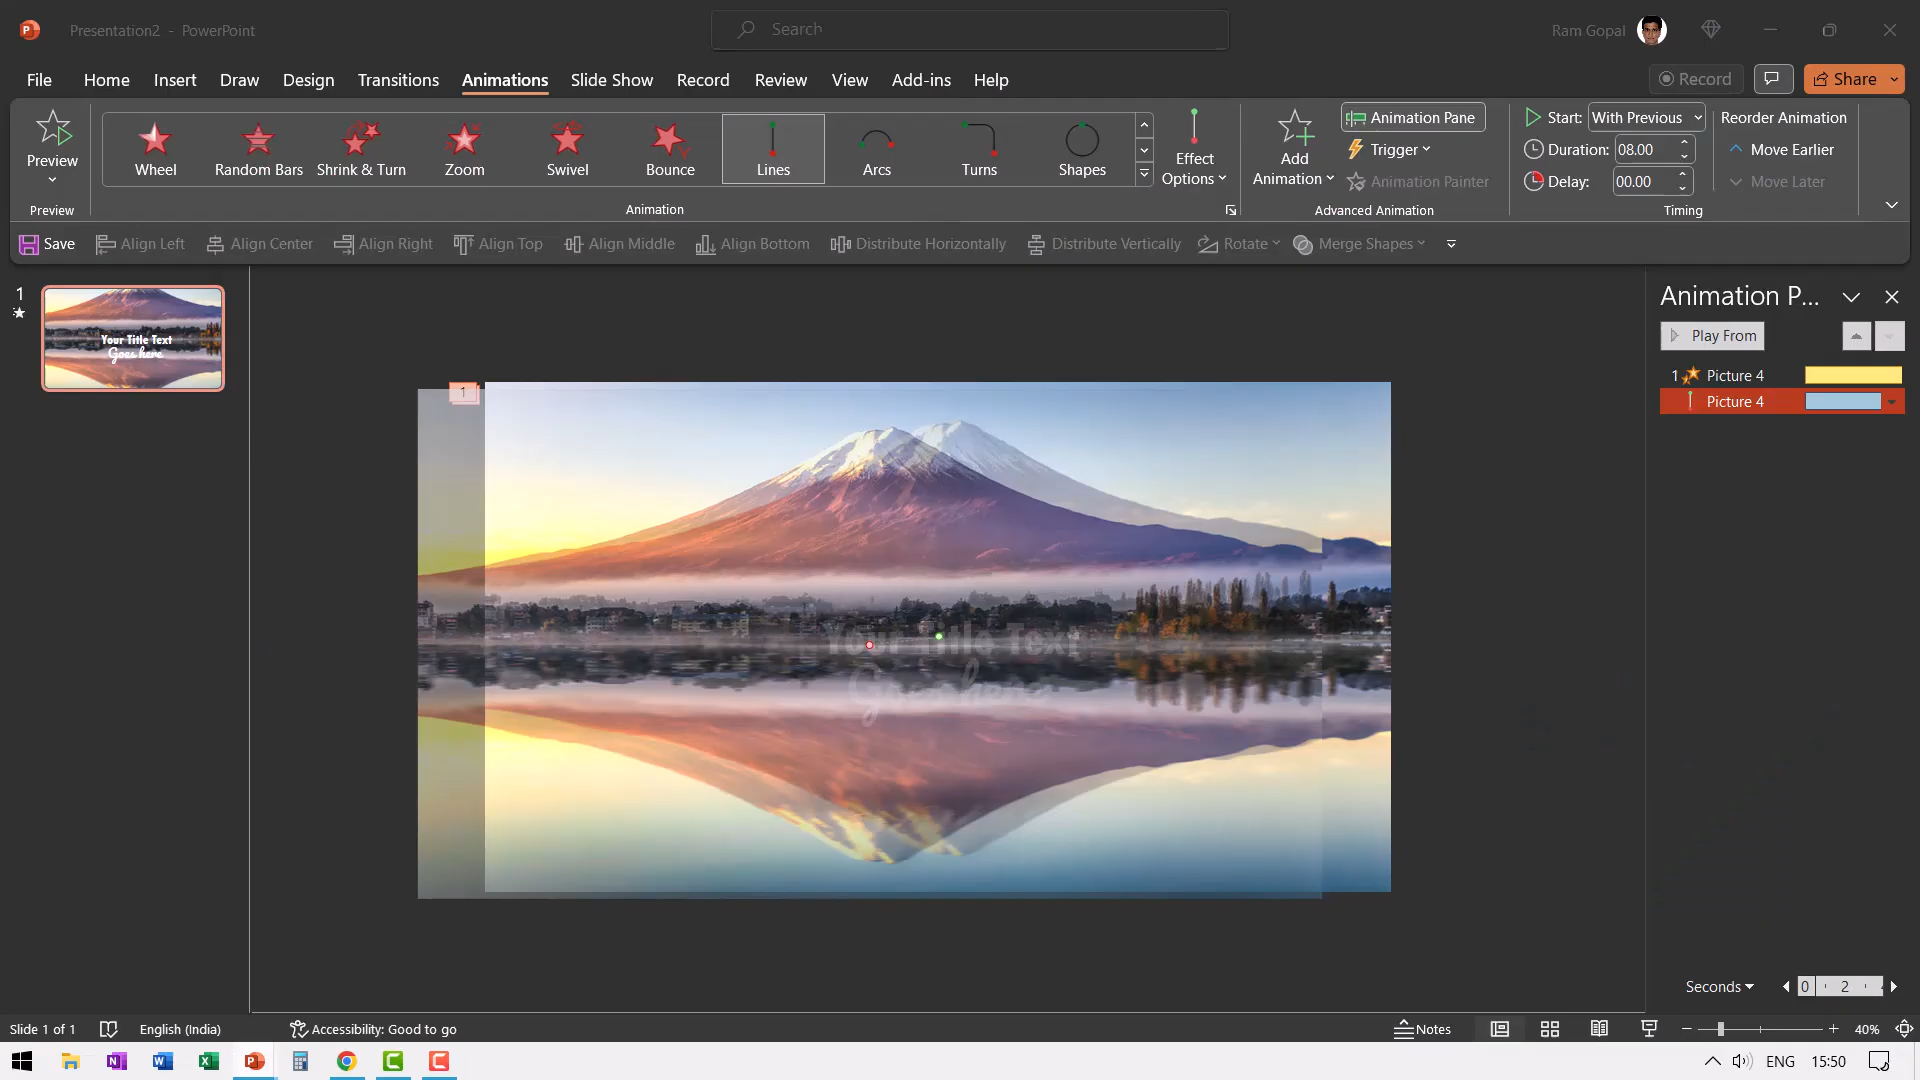 Presentation2 - PowerPoint
Search
Ram Gopal
File Home Insert Draw Design Transitions Animations Slide Show Record Review View Add-ins Help
Record
Share
Preview
Wheel
Random Bars
Shrink & Turn
Zoom
Swivel
Bounce
Lines
Arcs
Turns
Shapes
Effect
Options
Add
Animation
Animation Pane
Trigger
Animation Painter
Start: With Previous
Duration: 08.00
Delay: 00.00
Reorder Animation
Move Earlier
Move Later
Preview
Animation
Advanced Animation
Timing
Save Align Left Align Center Align Right Align Top Align Middle Align Bottom Distribute Horizontally Distribute Vertically Rotate Merge Shapes
1
Your Title Text
Goes here
1
Your Title Text
Goes here
Animation P...
Play From
1 Picture 4
Picture 4
Seconds
0 2
Slide 1 of 1
English (India)
Accessibility: Good to go
Notes
40%
ENG
15:50